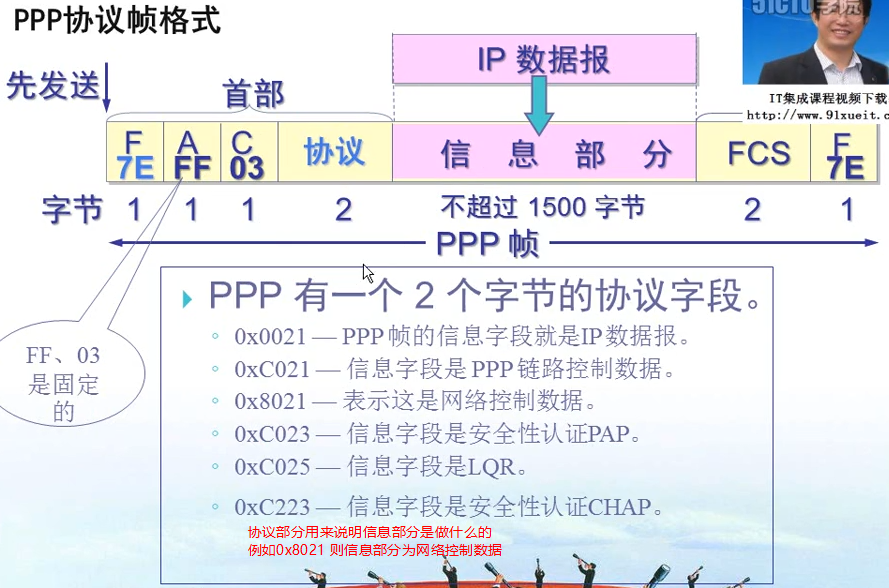 PPP协议帧格式
51CTO学院
IT集成课程视频下载
http://www.91xueit.c
先发送
首部
IP 数据报
F
7E
A
FF
C
03
协议
信 息 部 分
FCS
F
7E
字节 1 1 1 2 不超过 1500 字节 2 1
PPP 帧
FF、03
是固定
的
PPP 有一个 2 个字节的协议字段。
0x0021 — PPP 帧的信息字段就是IP 数据报。
0xC021 — 信息字段是 PPP 链路控制数据。
0x8021 — 表示这是网络控制数据。
0xC023 — 信息字段是安全性认证PAP。
0xC025 — 信息字段是LQR。
0xC223 — 信息字段是安全性认证CHAP。
协议部分用来说明信息部分是做什么的
例如0x8021 则信息部分为网络控制数据